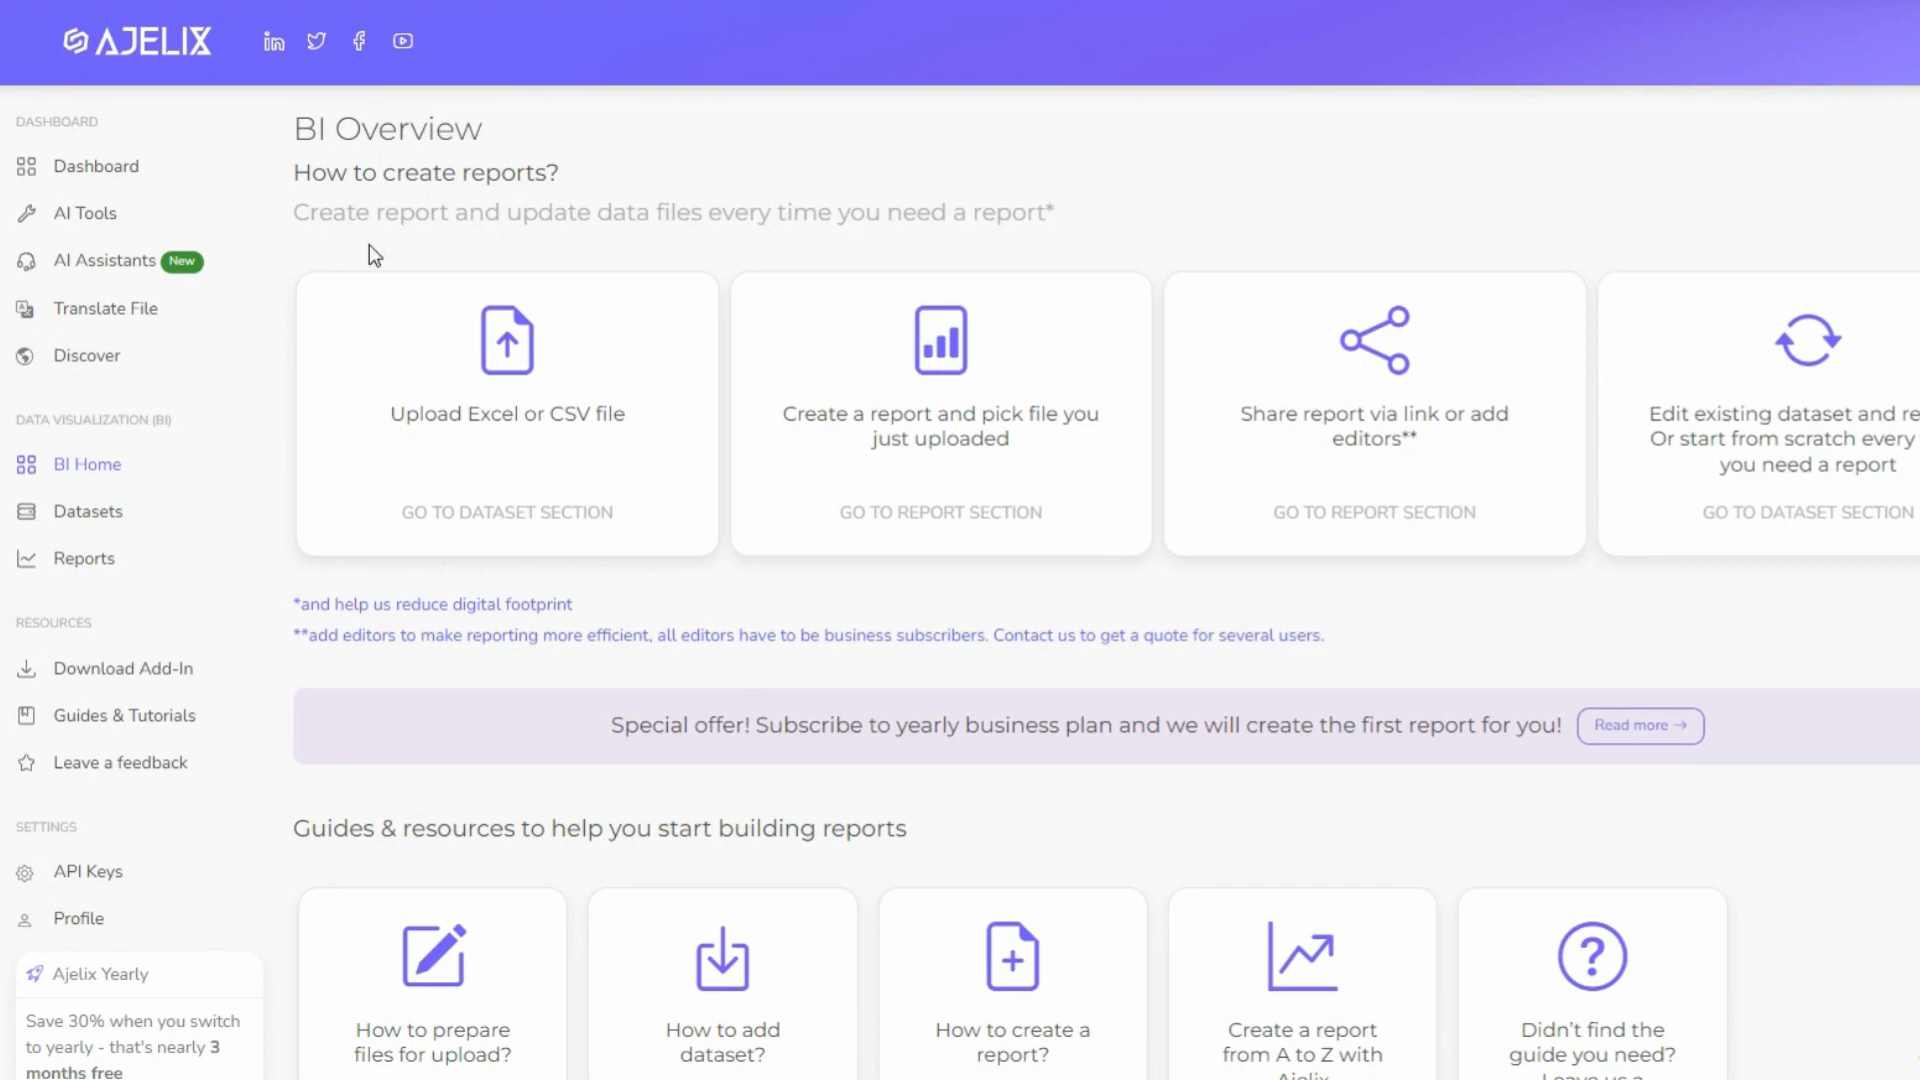 AJELIX
DASHBOARD
Dashboard
AI Tools
AI Assistants New
Translate File
Discover
DATA VISUALIZATION (BI)
BI Home
Datasets
Reports
RESOURCES
Download Add-In
Guides & Tutorials
Leave a feedback
SETTINGS
API Keys
Profile
Ajelix Yearly
Save 30% when you switch
to yearly - that's nearly 3
months free
BI Overview
How to create reports?
Create report and update data files every time you need a report*
Upload Excel or CSV file
GO TO DATASET SECTION
Create a report and pick file you
just uploaded
GO TO REPORT SECTION
Share report via link or add
editors**
GO TO REPORT SECTION
Edit existing dataset and re
Or start from scratch every
you need a report
GO TO DATASET SECTION
*and help us reduce digital footprint
**add editors to make reporting more efficient, all editors have to be business subscribers. Contact us to get a quote for several users.
Special offer! Subscribe to yearly business plan and we will create the first report for you! Read more →
Guides & resources to help you start building reports
How to prepare
files for upload?
How to add
dataset?
How to create a
report?
Create a report
from A to Z with
Ajelix
Didn't find the
guide you need?
Leave us a